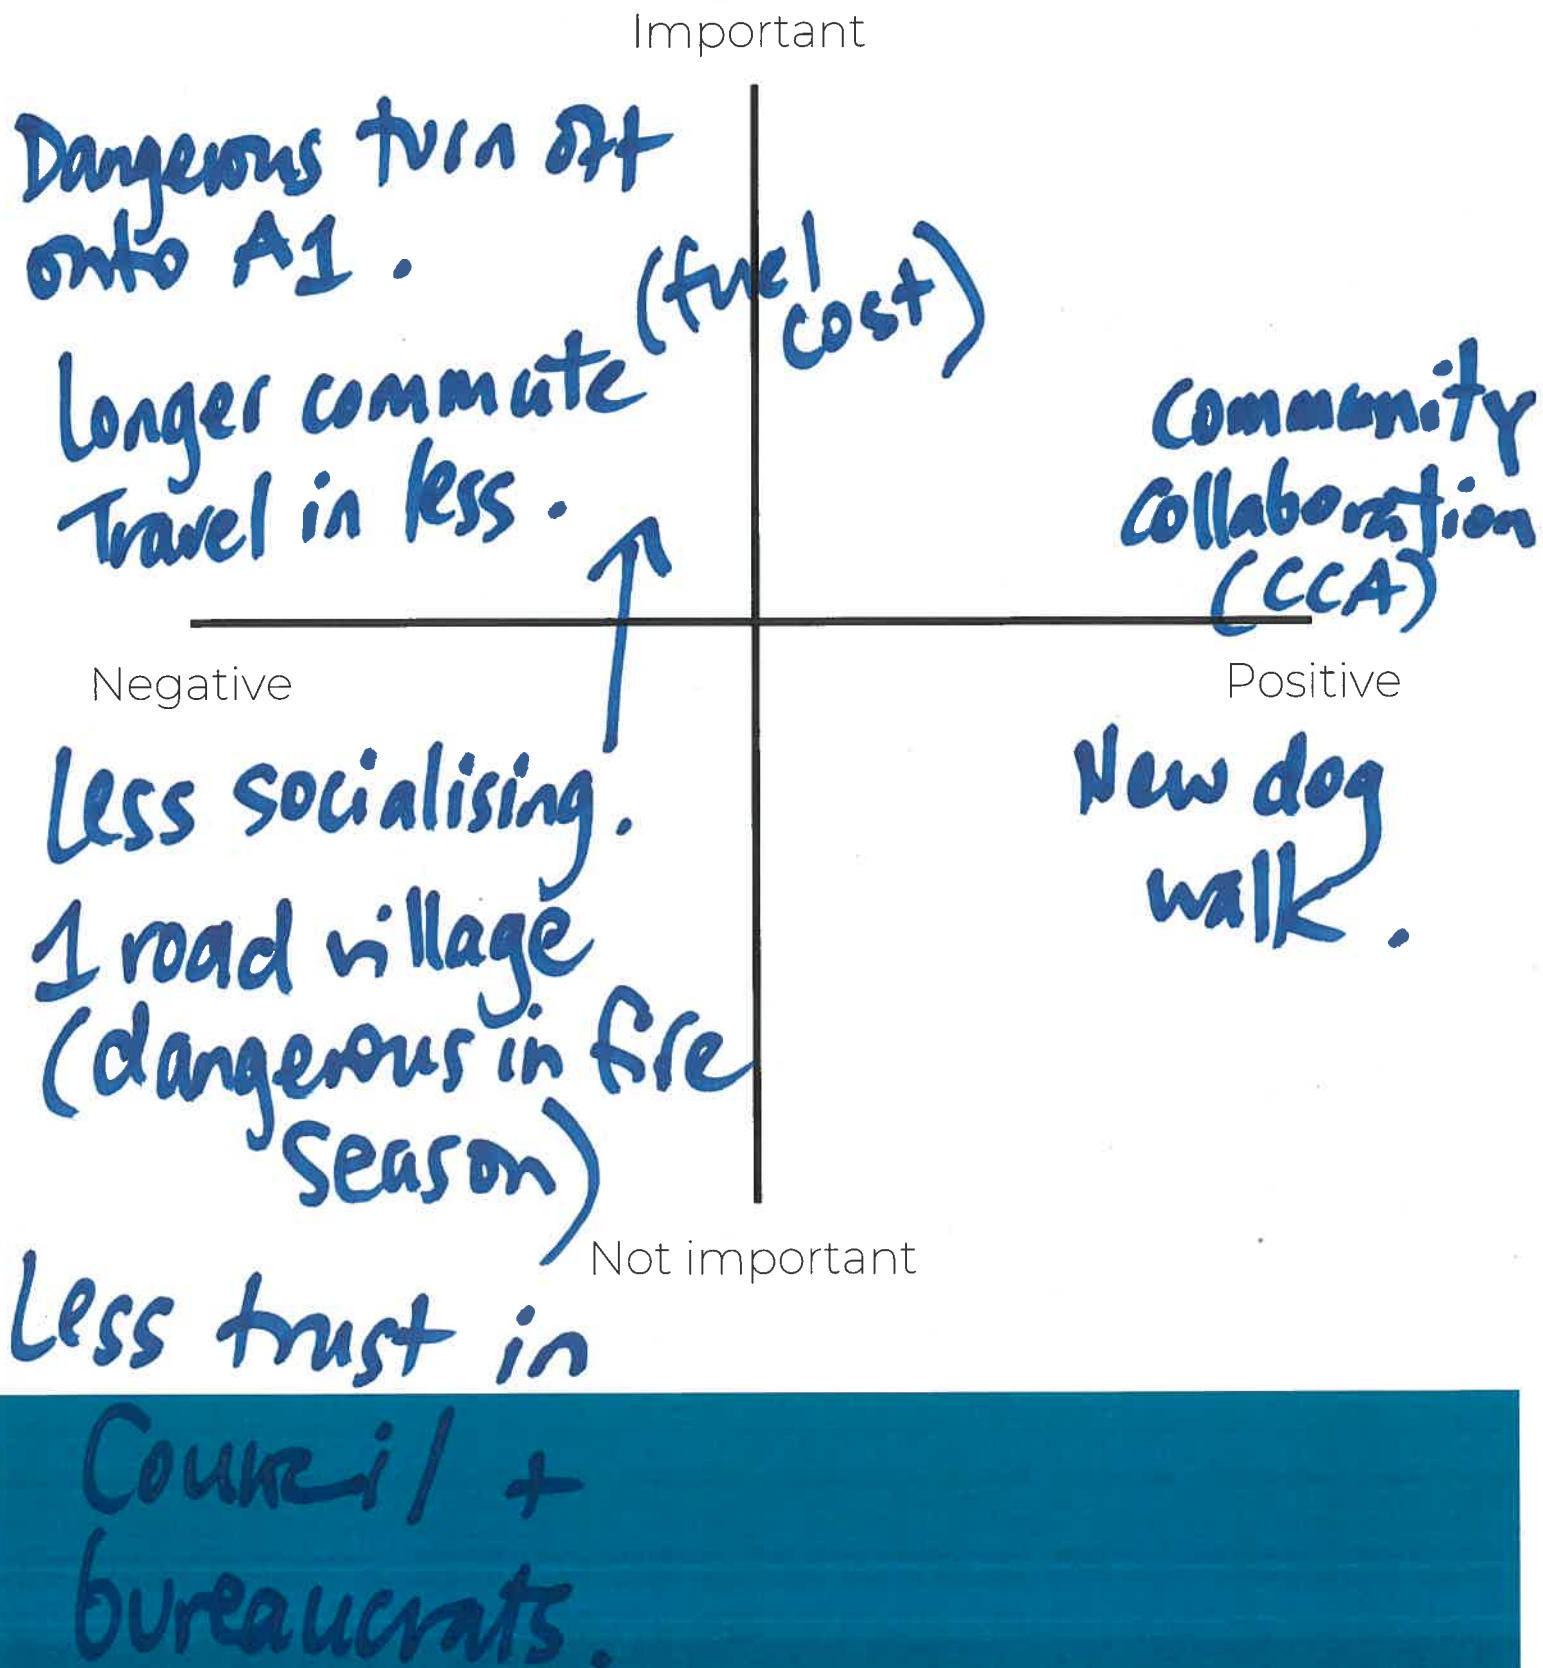 Important
Dangerous turn off
onto A1.
(fuel
cost)
Longer commute
Travel in less.
Community
Collaboration
(CCA)
Negative
Positive
Less socialising.
1 road village
(dangerous in fire
season)
New dog
walk.
Not important
Less trust in
Council +
bureaucrats.